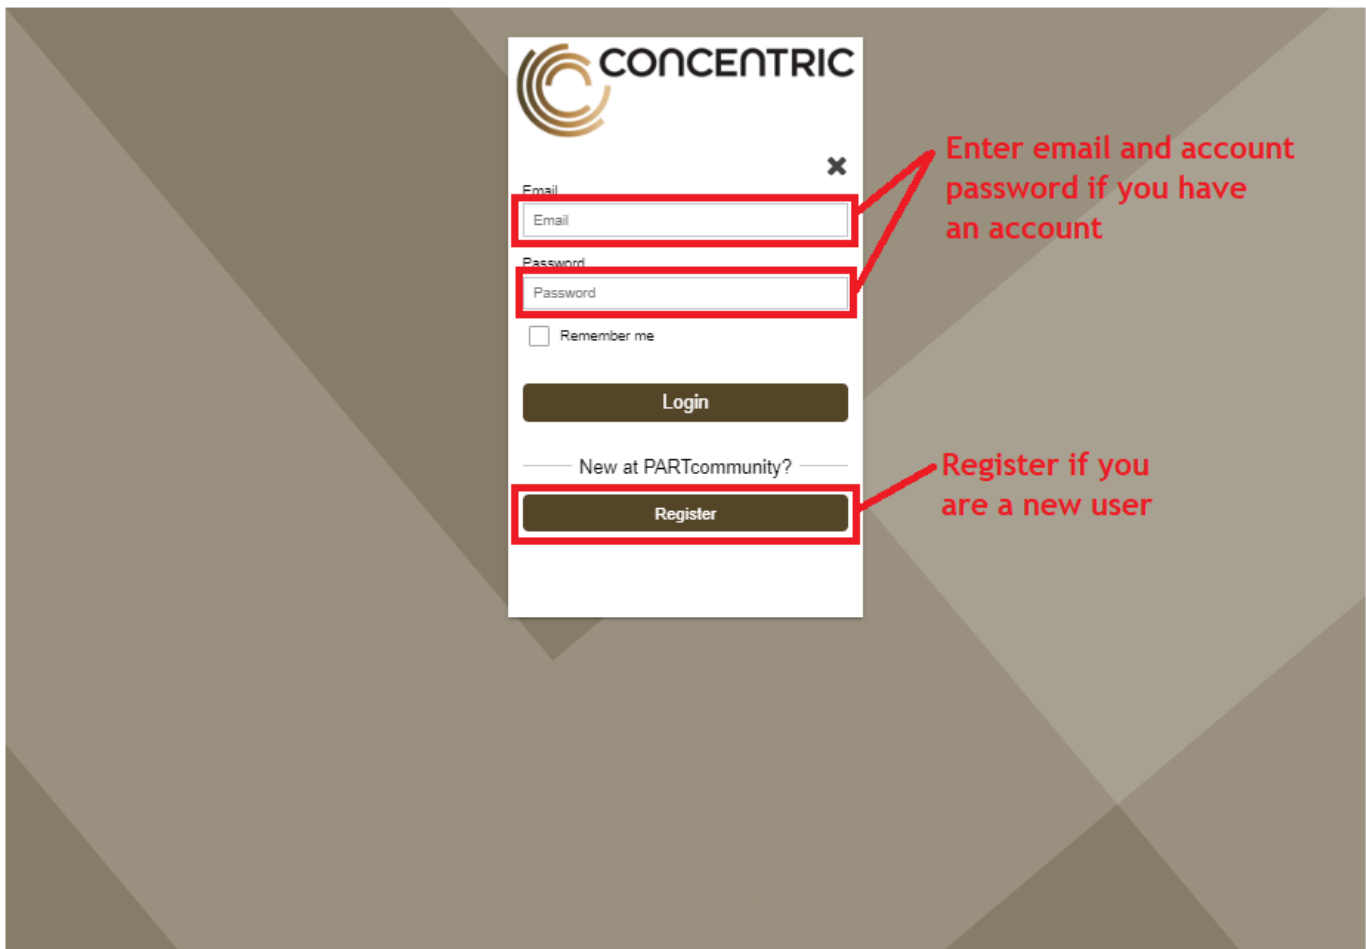 CONCENTRIC
Enter email and account
password if you have
an account
Email
Email
Password
Password
Remember me
Login
New at PARTcommunity?
Register if you
are a new user
Register